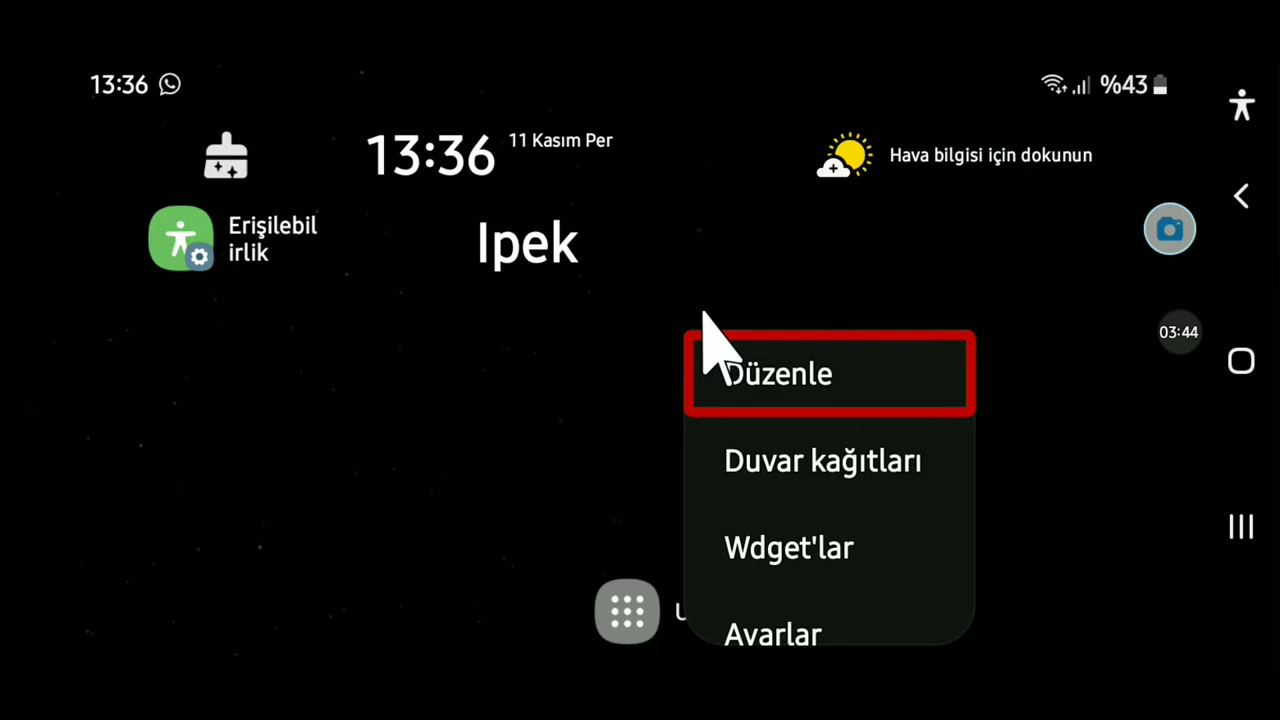 13:36
%43
13:36 11 Kasım Per
Hava bilgisi için dokunun
Erişilebil
irlik
Ipek
03:44
Düzenle
Duvar kağıtları
Wdget'lar
U
Avarlar